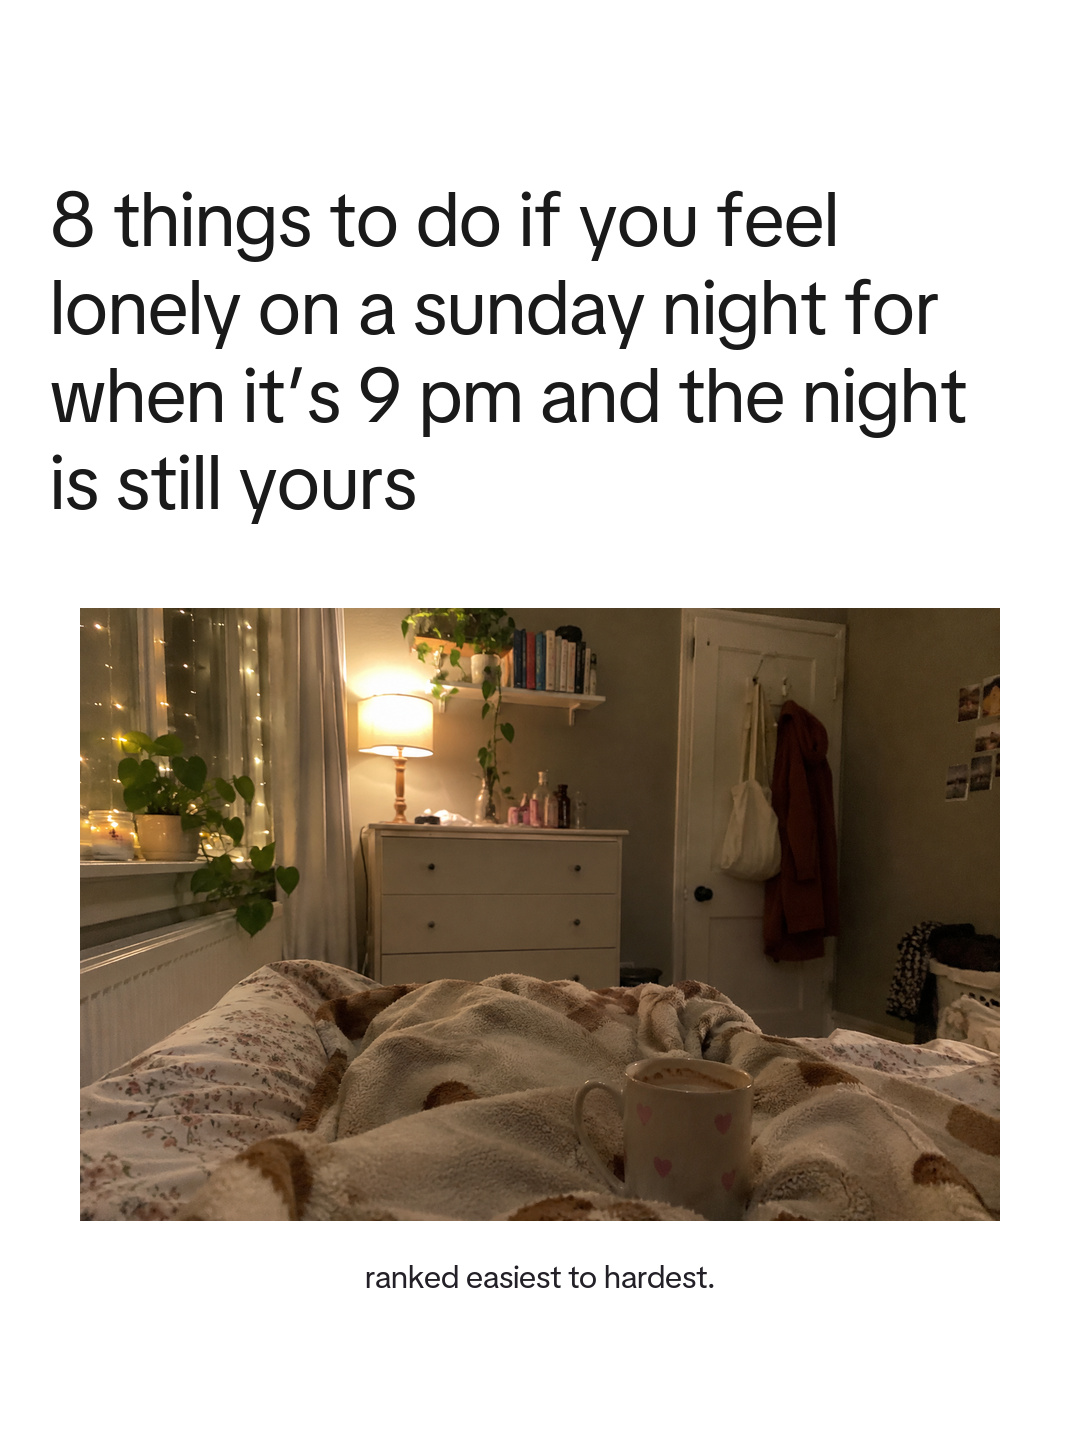 8 things to do if you feel
lonely on a sunday night for
when it’s 9 pm and the night
is still yours
ranked easiest to hardest.